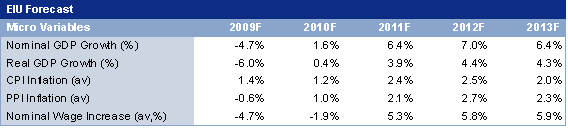 EIU Forecast
Micro Variables 2009F 2010F 2011F 2012F 2013F
Nominal GDP Growth (%) -4.7% 1.6% 6.4% 7.0% 6.4%
Real GDP Growth (%) -6.0% 0.4% 3.9% 4.4% 4.3%
CPI Inflation (av) 1.4% 1.2% 2.4% 2.5% 2.0%
PPI Inflation (av) -0.6% 1.0% 2.1% 2.7% 2.3%
Nominal Wage Increase (av,%) -4.7% -1.9% 5.3% 5.8% 5.9%